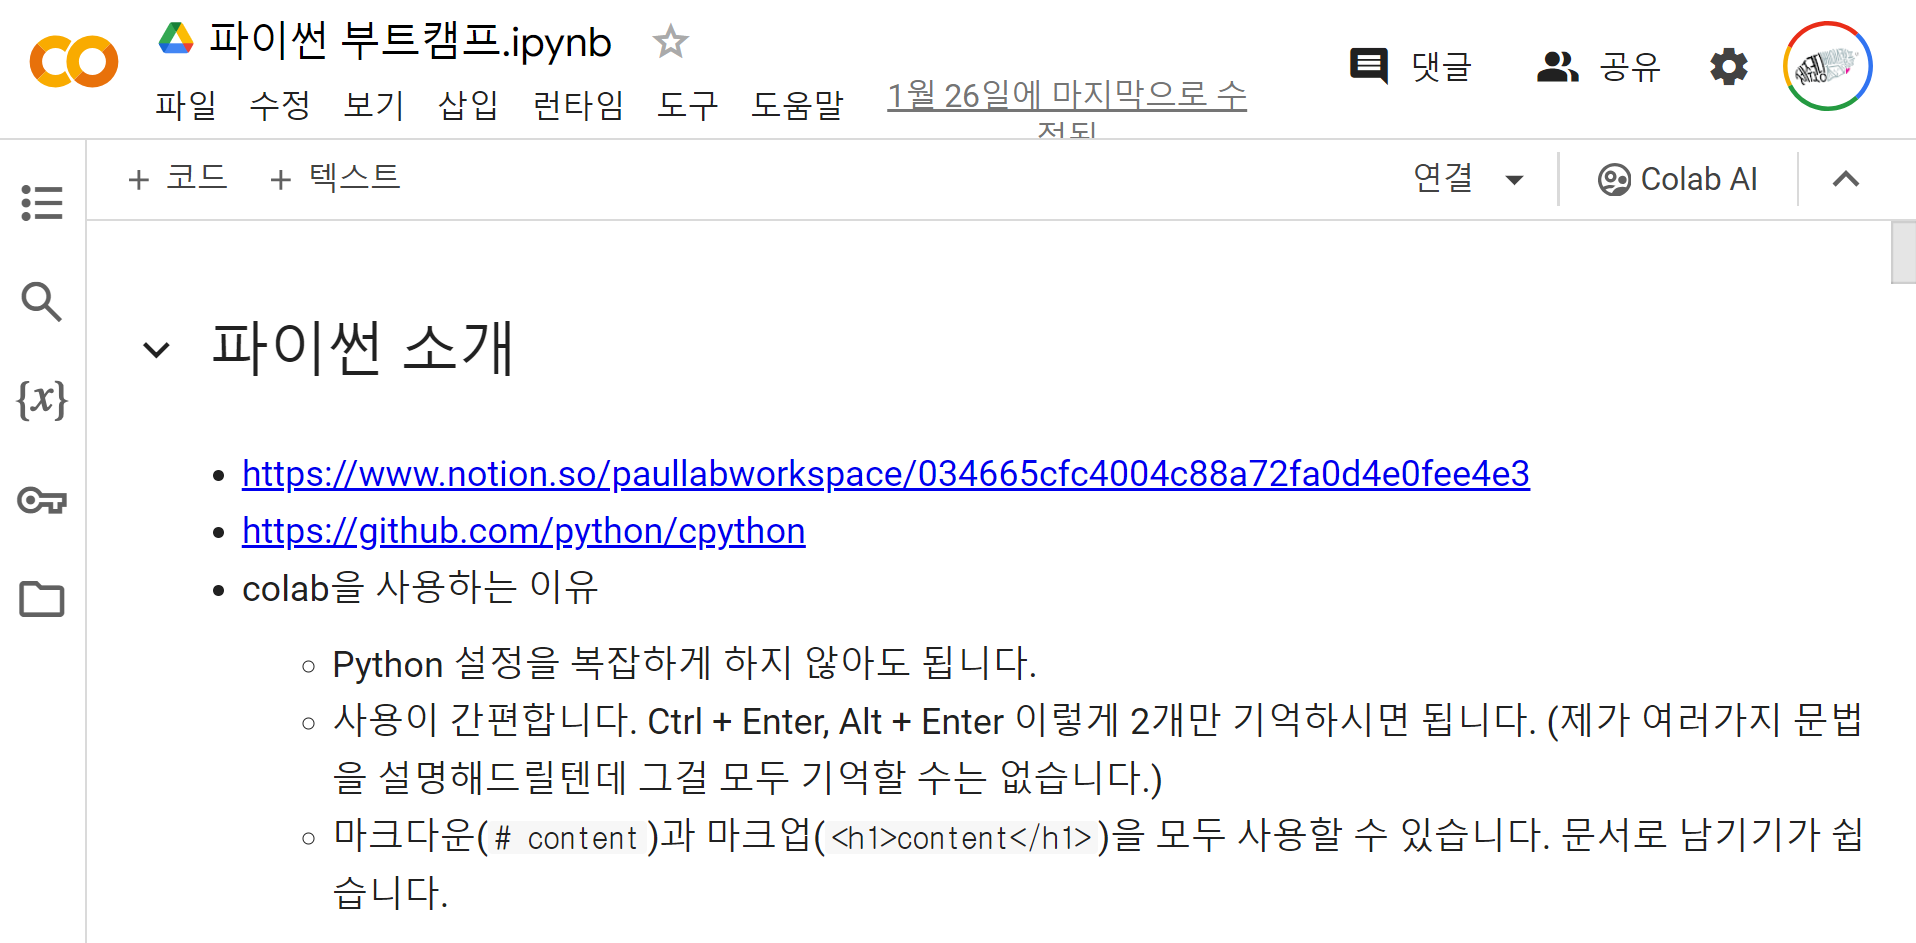 파이썬 부트캠프.ipynb
파일 수정 보기 삽입 런타임 도구 도움말
1월 26일에 마지막으로 수
정됨
댓글 공유
+ 코드 + 텍스트
연결 Colab AI
{x}
파이썬 소개
https://www.notion.so/paullabworkspace/034665cfc4004c88a72fa0d4e0fee4e3
https://github.com/python/cpython
colab을 사용하는 이유
Python 설정을 복잡하게 하지 않아도 됩니다.
사용이 간편합니다. Ctrl + Enter, Alt + Enter 이렇게 2개만 기억하시면 됩니다. (제가 여러가지 문법
을 설명해드릴텐데 그걸 모두 기억할 수는 없습니다.)
마크다운(# content)과 마크업(<h1>content</h1>)을 모두 사용할 수 있습니다. 문서로 남기기가 쉽
습니다.